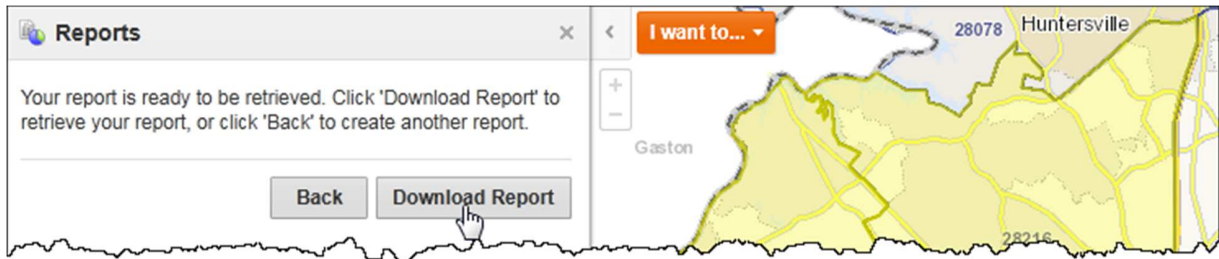 Reports
Your report is ready to be retrieved. Click 'Download Report' to
retrieve your report, or click 'Back' to create another report.
Back
Download Report
I want to...
28078
Huntersville
Gaston
28216